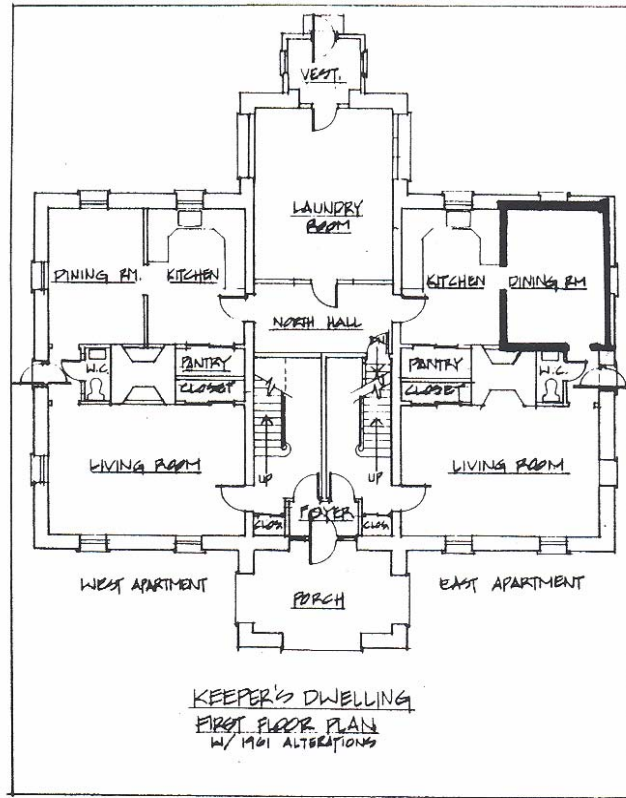 VEST.
LAUNDRY
ROOM
DINING RM.
KITCHEN
KITCHEN
DINING RM
NORTH HALL
DN
W.C.
PANTRY
CLOSET
PANTRY
CLOSET
W.C.
LIVING ROOM
UP
UP
LIVING ROOM
CLOS.
FOYER
CLOS.
WEST APARTMENT
PORCH
EAST APARTMENT
KEEPER'S DWELLING
FIRST FLOOR PLAN
W/ 1961 ALTERATIONS